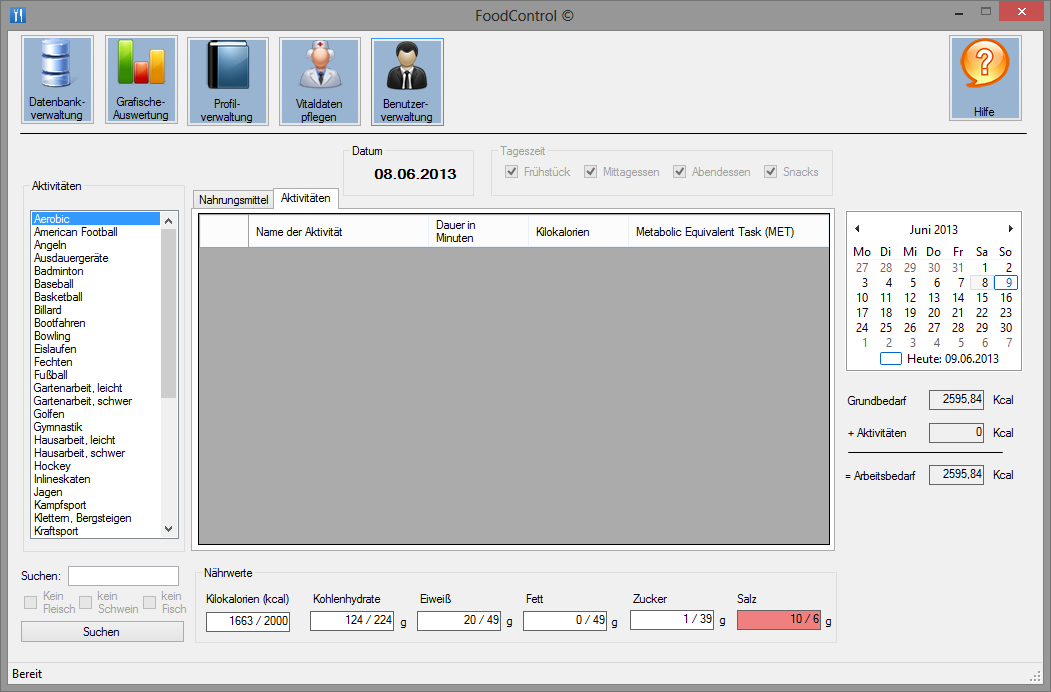 FoodControl ©
Datenbank-
verwaltung
Grafische-
Auswertung
Profil-
verwaltung
Vitaldaten
pflegen
Benutzer-
verwaltung
?
Hilfe
Datum
08.06.2013
Tageszeit
Frühstück Mittagessen Abendessen Snacks
Aktivitäten
Aerobic
American Football
Angeln
Ausdauergeräte
Badminton
Baseball
Basketball
Billard
Bootfahren
Bowling
Eislaufen
Fechten
Fußball
Gartenarbeit, leicht
Gartenarbeit, schwer
Golfen
Gymnastik
Hausarbeit, leicht
Hausarbeit, schwer
Hockey
Inlineskaten
Jagen
Kampfsport
Klettern, Bergsteigen
Kraftsport
Nahrungsmittel Aktivitäten
Name der Aktivität
Dauer in
Minuten
Kilokalorien
Metabolic Equivalent Task (MET)
Juni 2013
Mo Di Mi Do Fr Sa So
27 28 29 30 31 1 2
3 4 5 6 7 8 9
10 11 12 13 14 15 16
17 18 19 20 21 22 23
24 25 26 27 28 29 30
1 2 3 4 5 6 7
Heute: 09.06.2013
Grundbedarf 2595,84 Kcal
+ Aktivitäten 0 Kcal
= Arbeitsbedarf 2595,84 Kcal
Suchen:
Kein
Fleisch
kein
Schwein
kein
Fisch
Suchen
Nährwerte
Kilokalorien (kcal) Kohlenhydrate Eiweiß Fett Zucker Salz
1663 / 2000 124 / 224 g 20 / 49 g 0 / 49 g 1 / 39 g 10 / 6 g
Bereit